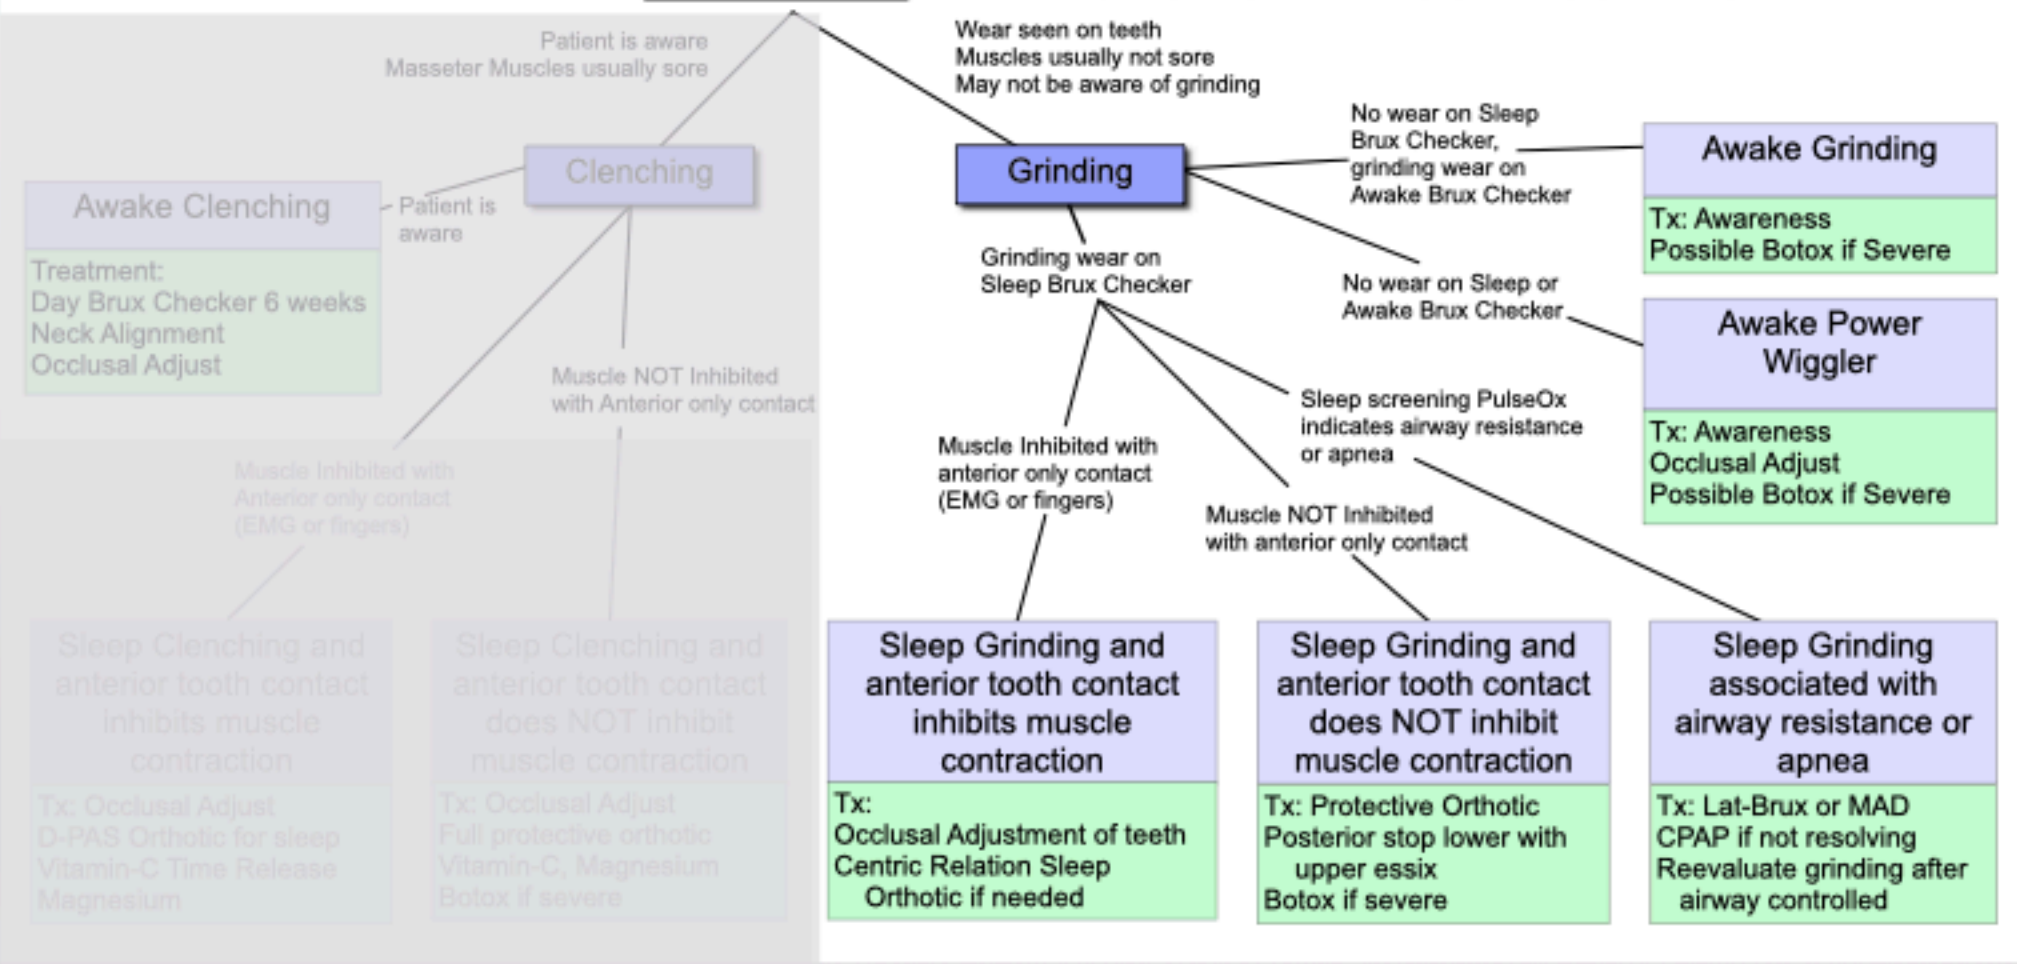 Patient is aware
Masseter Muscles usually sore
Wear seen on teeth
Muscles usually not sore
May not be aware of grinding
Clenching
Awake Clenching
Patient is
aware
Treatment:
Day Brux Checker 6 weeks
Neck Alignment
Occlusal Adjust
Muscle NOT Inhibited
with Anterior only contact
Muscle Inhibited with
Anterior only contact
(EMG or fingers)
Sleep Clenching and
anterior tooth contact
inhibits muscle
contraction
Tx: Occlusal Adjust
D-PAS Orthotic for sleep
Vitamin-C Time Release
Magnesium
Sleep Clenching and
anterior tooth contact
does NOT inhibit
muscle contraction
Tx: Occlusal Adjust
Full protective orthotic
Vitamin-C, Magnesium
Botox if severe
Grinding
No wear on Sleep
Brux Checker,
grinding wear on
Awake Brux Checker
Awake Grinding
Tx: Awareness
Possible Botox if Severe
No wear on Sleep or
Awake Brux Checker
Awake Power
Wiggler
Tx: Awareness
Occlusal Adjust
Possible Botox if Severe
Grinding wear on
Sleep Brux Checker
Muscle Inhibited with
anterior only contact
(EMG or fingers)
Muscle NOT Inhibited
with anterior only contact
Sleep screening PulseOx
indicates airway resistance
or apnea
Sleep Grinding and
anterior tooth contact
inhibits muscle
contraction
Tx:
Occlusal Adjustment of teeth
Centric Relation Sleep
Orthotic if needed
Sleep Grinding and
anterior tooth contact
does NOT inhibit
muscle contraction
Tx: Protective Orthotic
Posterior stop lower with
upper essix
Botox if severe
Sleep Grinding
associated with
airway resistance or
apnea
Tx: Lat-Brux or MAD
CPAP if not resolving
Reevaluate grinding after
airway controlled